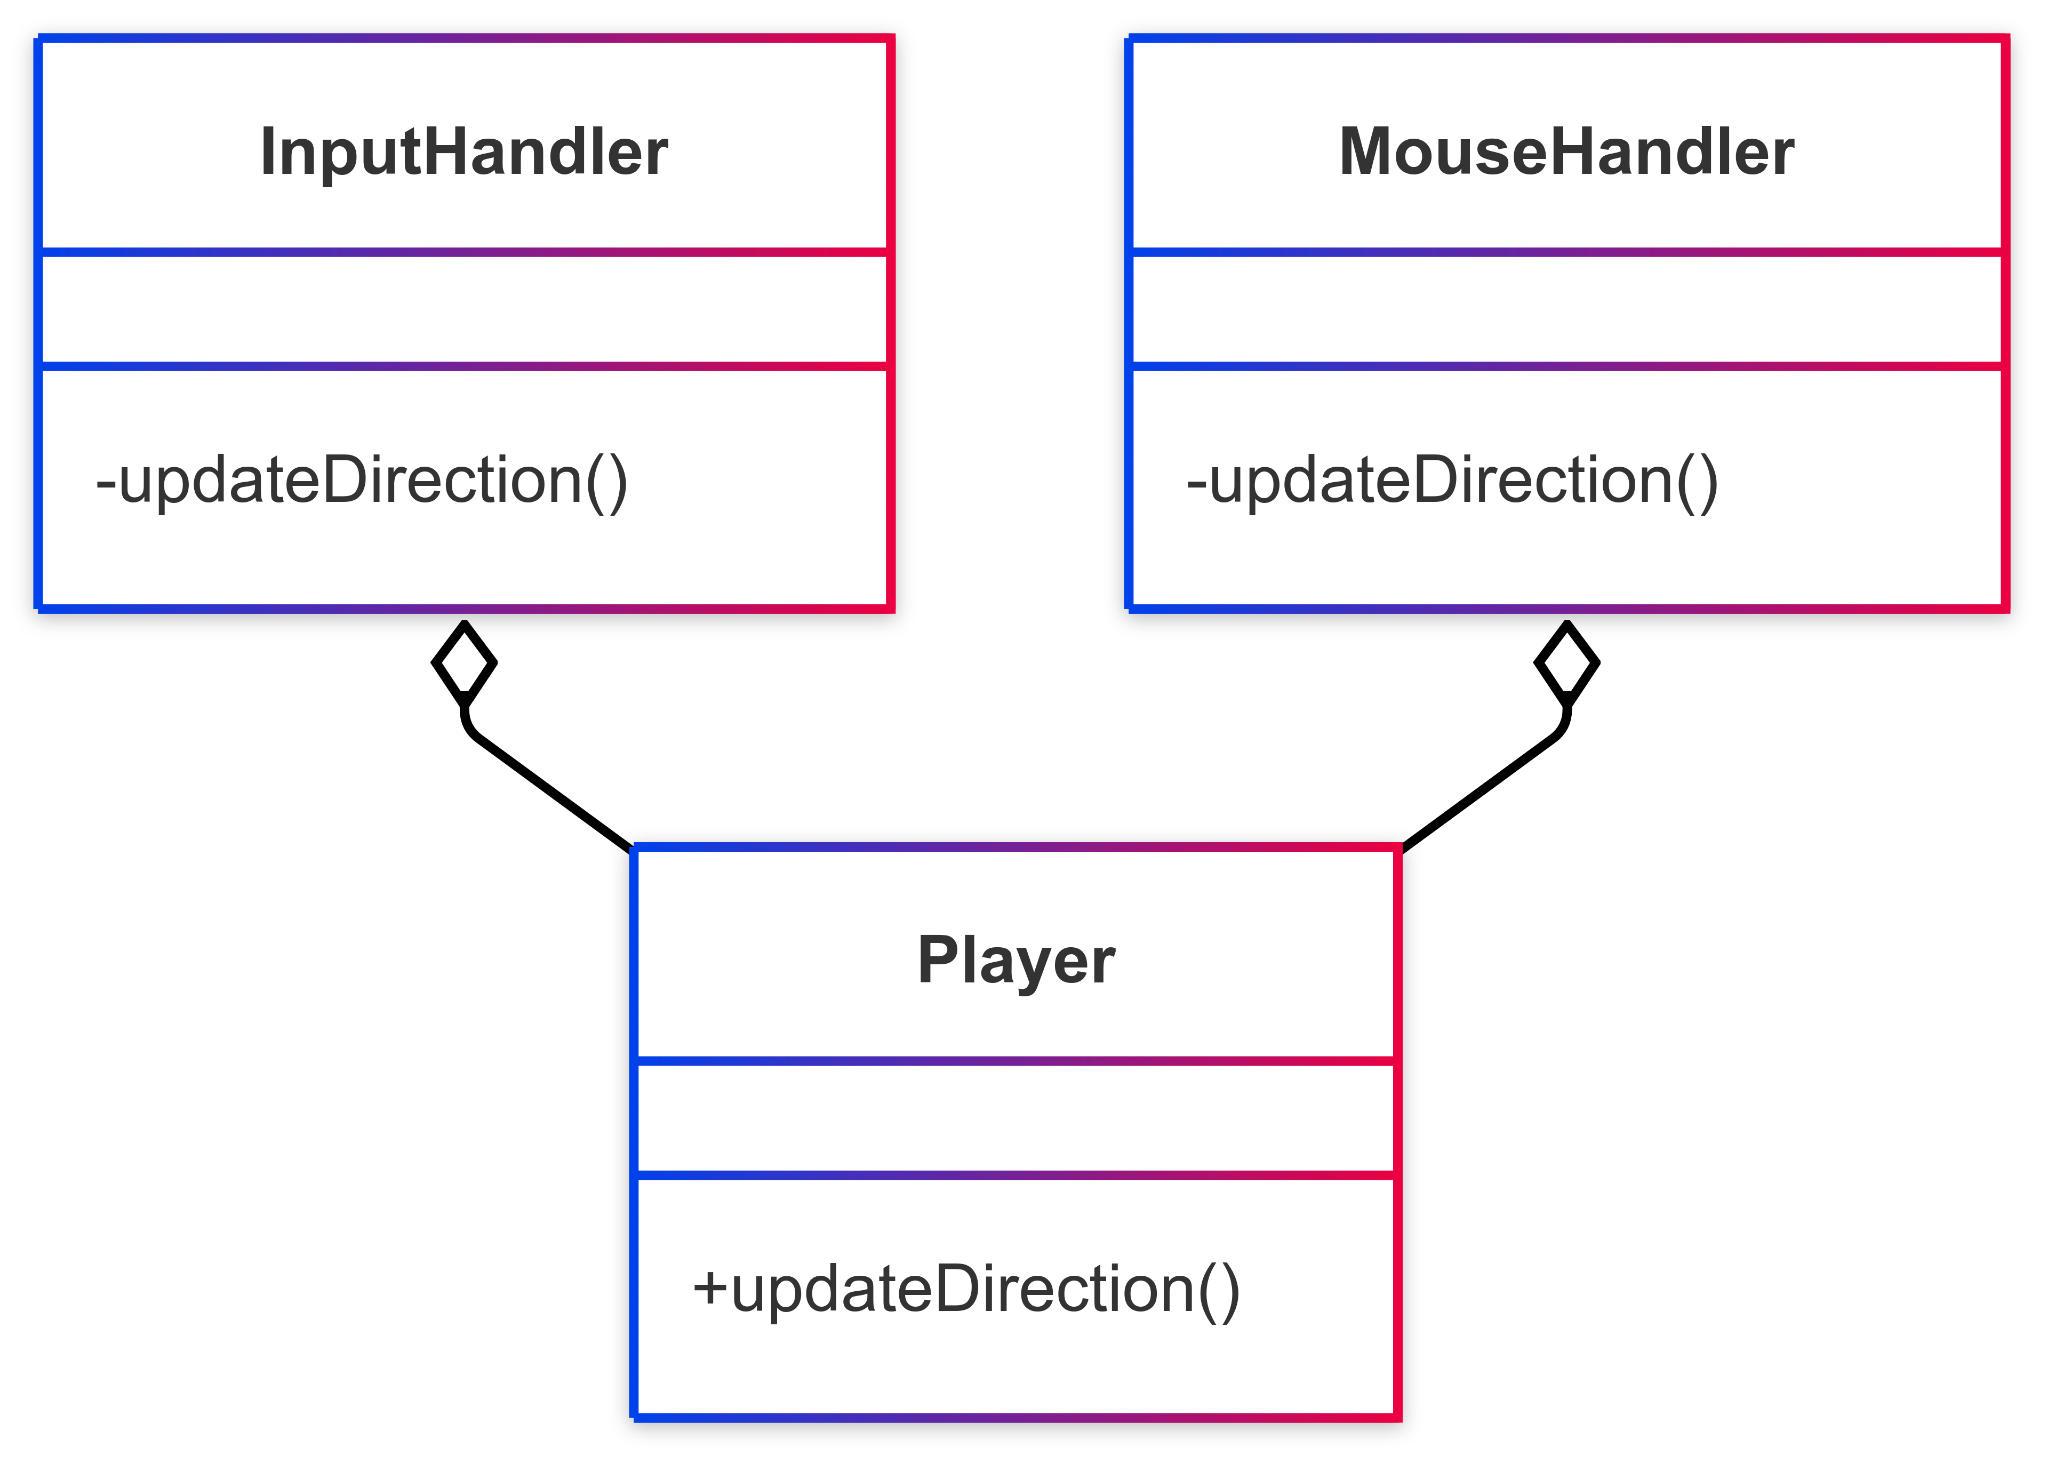 InputHandler
-updateDirection()
MouseHandler
-updateDirection()
Player
+updateDirection()